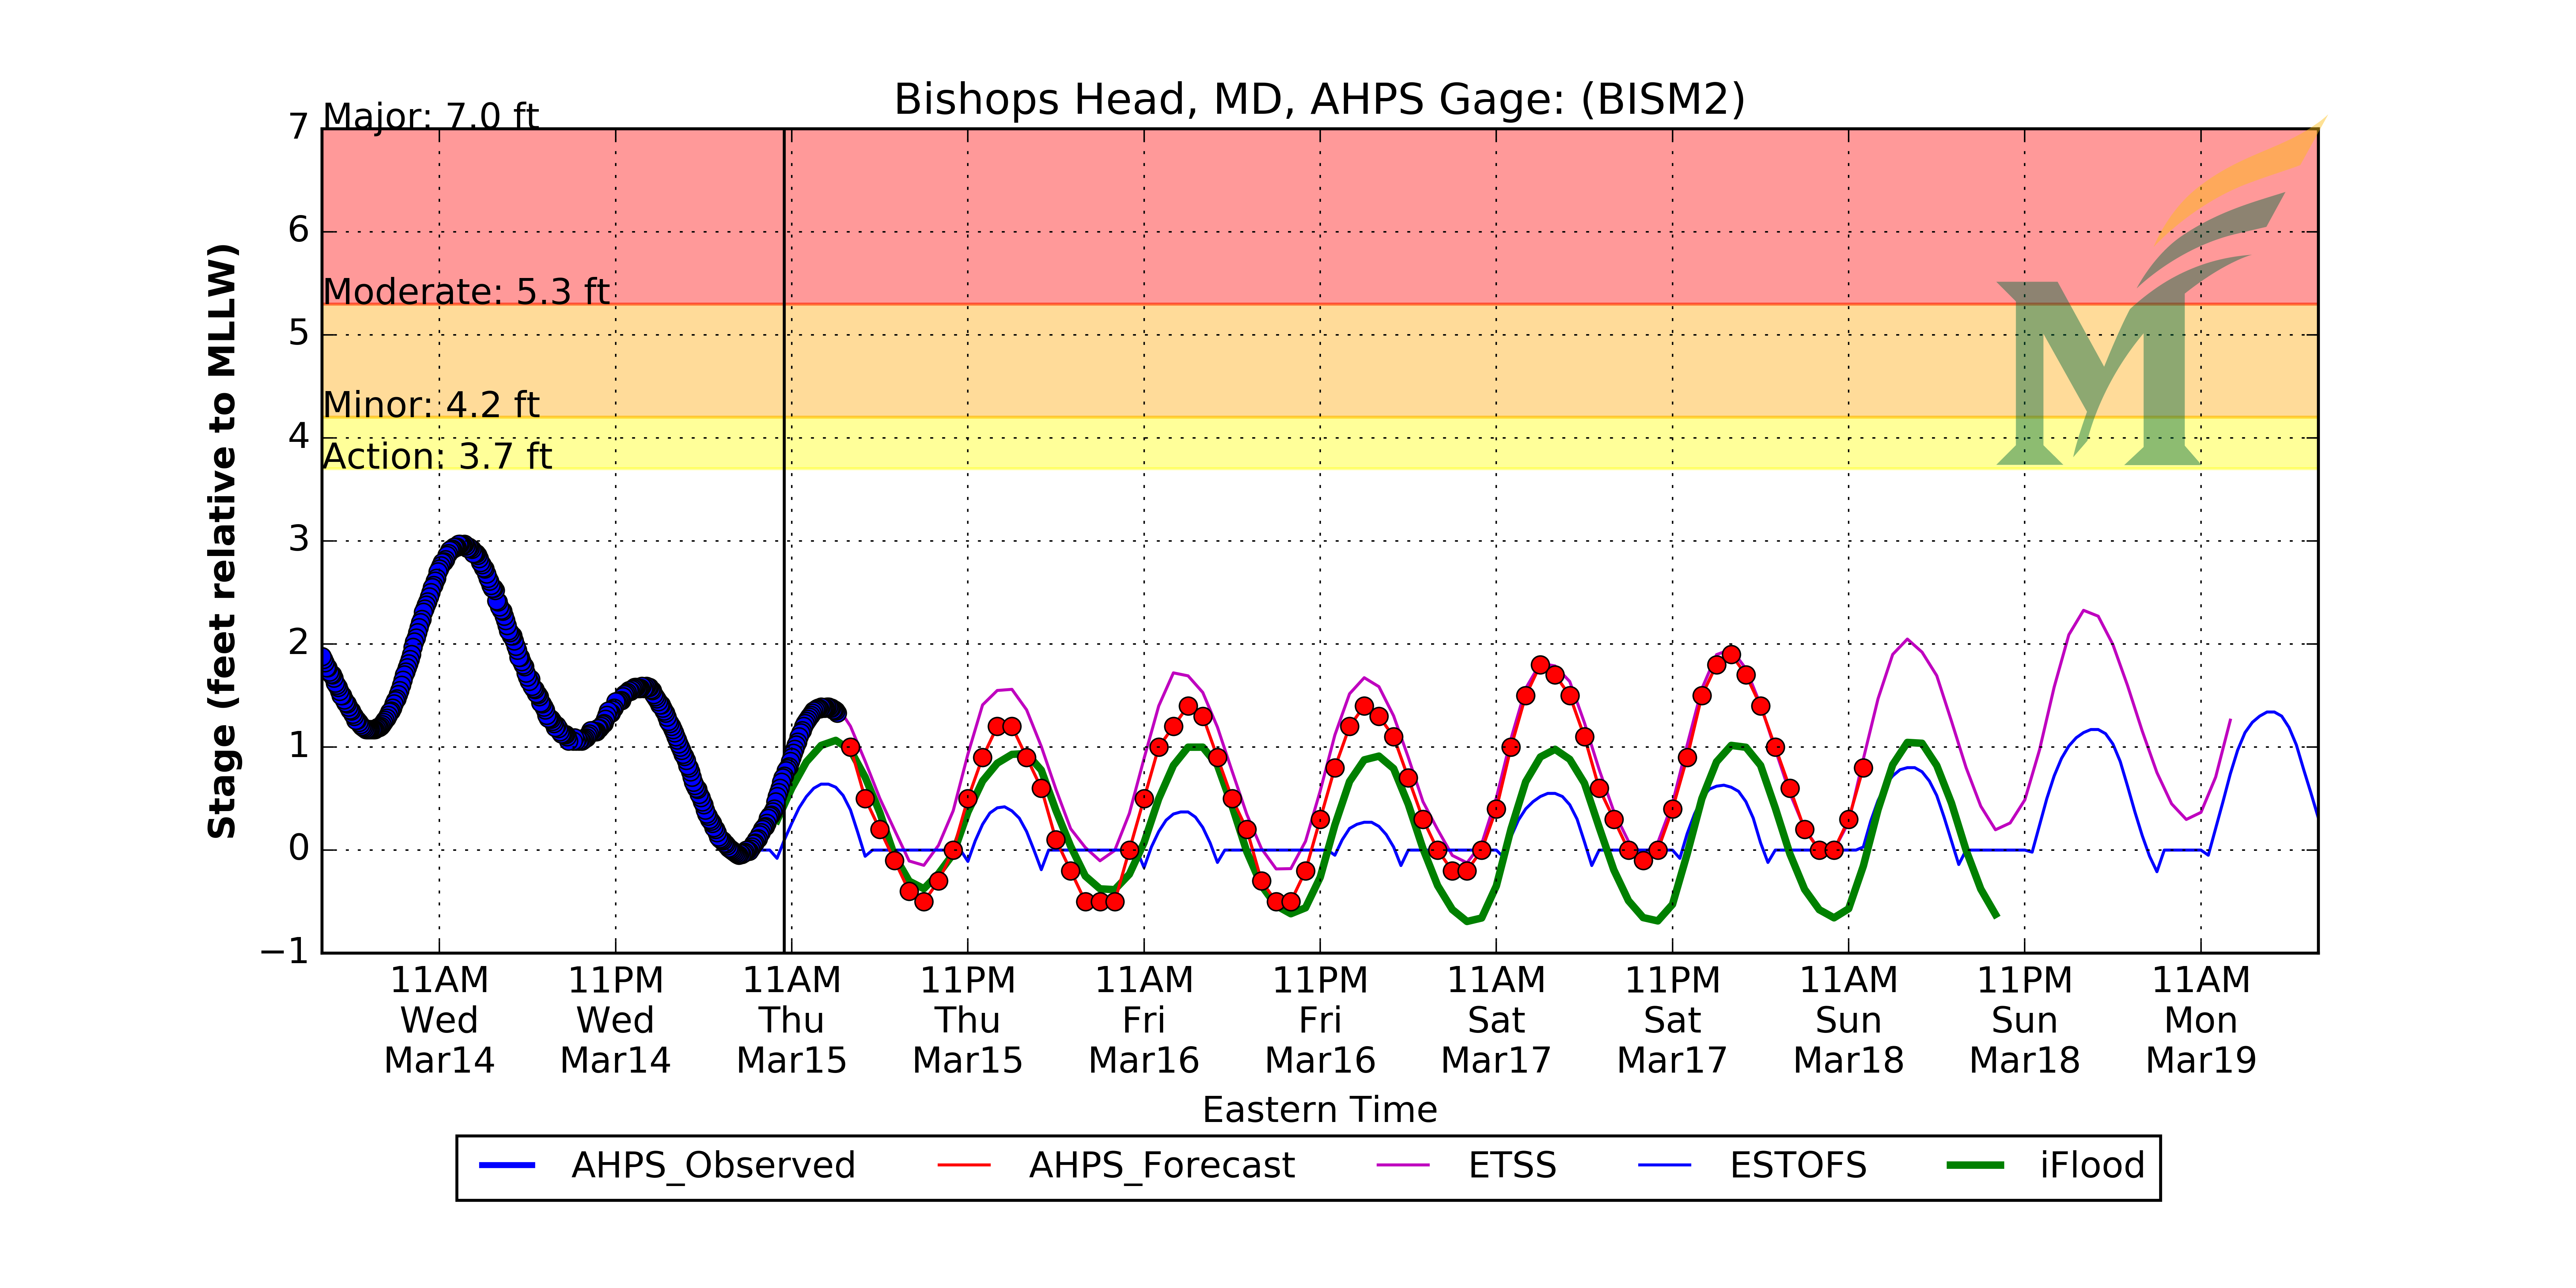 Bishops Head, MD, AHPS Gage: (BISM2)
Major: 7.0 ft
Moderate: 5.3 ft
Minor: 4.2 ft
Action: 3.7 ft
7
6
5
4
3
2
1
0
−1
Stage (feet relative to MLLW)
11AM 11PM 11AM 11PM 11AM 11PM 11AM 11PM 11AM 11PM 11AM
Wed Wed Thu Thu Fri Fri Sat Sat Sun Sun Mon
Mar14 Mar14 Mar15 Mar15 Mar16 Mar16 Mar17 Mar17 Mar18 Mar18 Mar19
Eastern Time
AHPS_Observed AHPS_Forecast ETSS ESTOFS iFlood
M